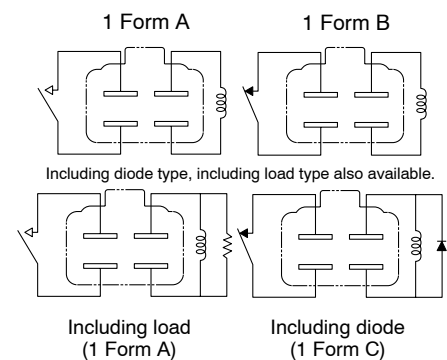 1 Form A
1 Form B
Including diode type, including load type also available.
Including load
(1 Form A)
Including diode
(1 Form C)